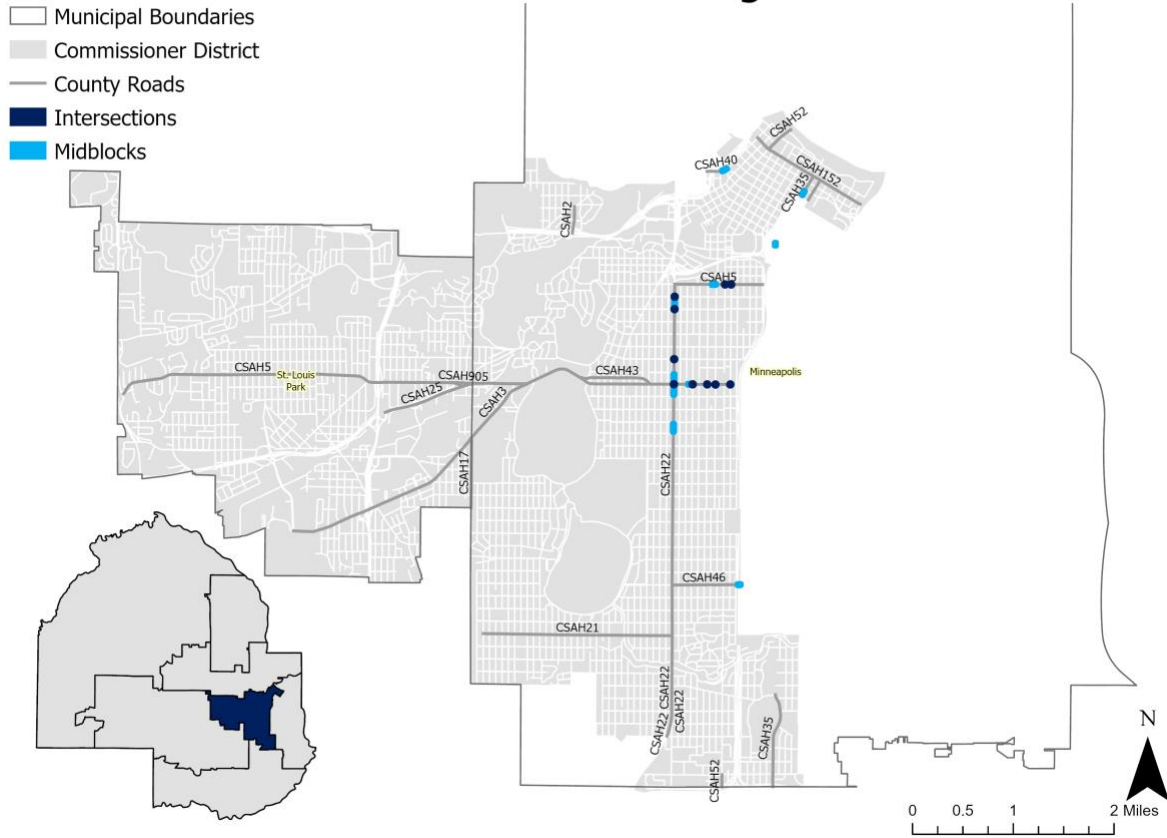 Municipal Boundaries
Commissioner District
County Roads
Intersections
Midblocks
CSAH52
CSAH40
CSAH152
CSAH35
CSAH2
CSAH5
CSAH5
St. Louis
Park
CSAH905
CSAH43
Minneapolis
CSAH25
CSAH3
CSAH17
CSAH22
CSAH46
CSAH21
CSAH22
CSAH22
CSAH22
CSAH35
CSAH52
N
0 0.5 1 2 Miles